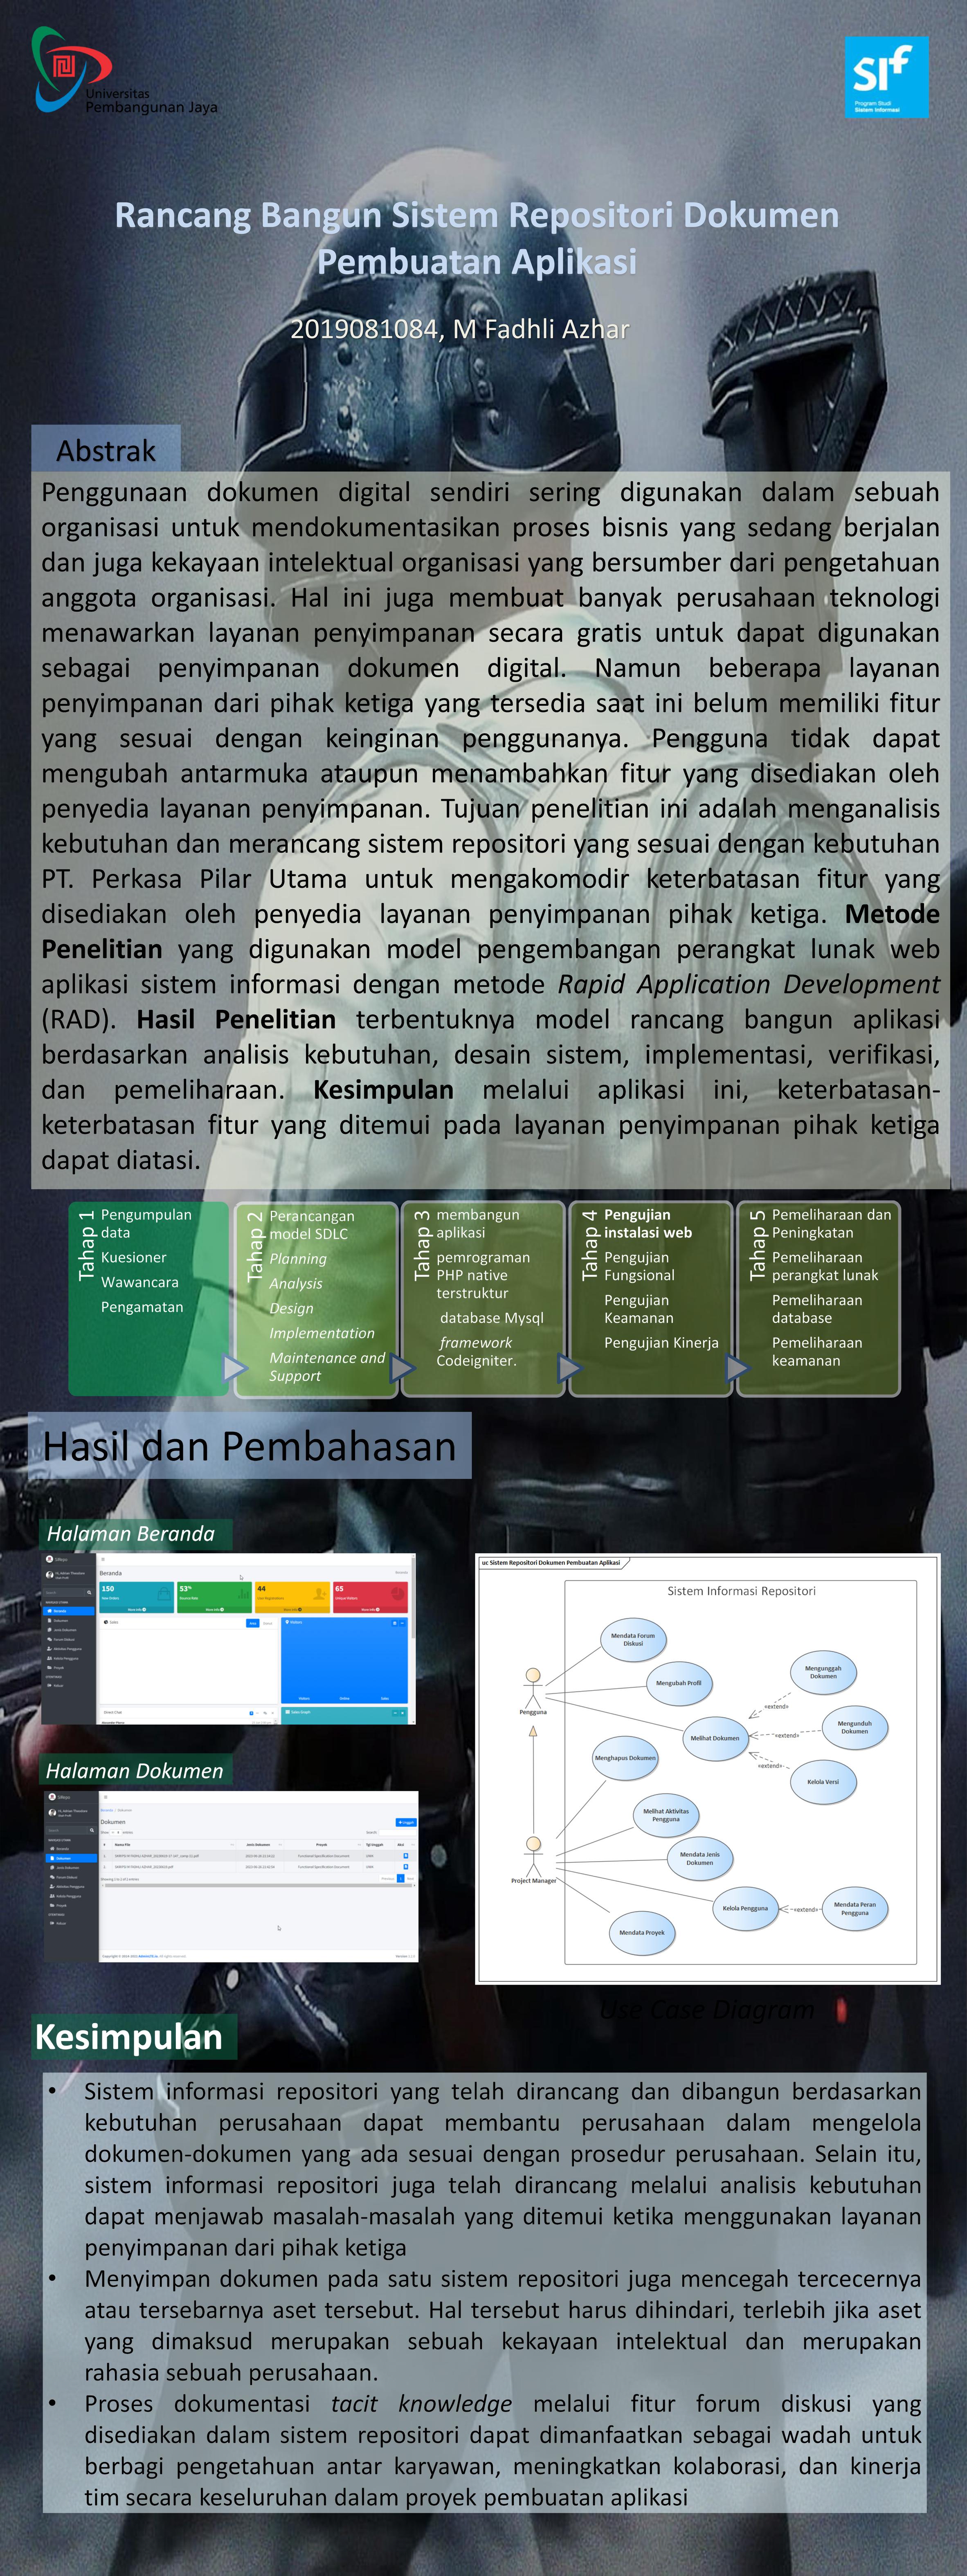 Universitas
Pembangunan Jaya
sif
Program Studi
Sistem Informasi
Rancang Bangun Sistem Repositori Dokumen
Pembuatan Aplikasi
2019081084, M Fadhli Azhar
Abstrak
Penggunaan dokumen digital sendiri sering digunakan dalam sebuah
organisasi untuk mendokumentasikan proses bisnis yang sedang berjalan
dan juga kekayaan intelektual organisasi yang bersumber dari pengetahuan
anggota organisasi. Hal ini juga membuat banyak perusahaan teknologi
menawarkan layanan penyimpanan secara gratis untuk dapat digunakan
sebagai penyimpanan dokumen digital. Namun beberapa layanan
penyimpanan dari pihak ketiga yang tersedia saat ini belum memiliki fitur
yang sesuai dengan keinginan penggunanya. Pengguna tidak dapat
mengubah antarmuka ataupun menambahkan fitur yang disediakan oleh
penyedia layanan penyimpanan. Tujuan penelitian ini adalah menganalisis
kebutuhan dan merancang sistem repositori yang sesuai dengan kebutuhan
PT. Perkasa Pilar Utama untuk mengakomodir keterbatasan fitur yang
disediakan oleh penyedia layanan penyimpanan pihak ketiga. Metode
Penelitian yang digunakan model pengembangan perangkat lunak web
aplikasi sistem informasi dengan metode Rapid Application Development
(RAD). Hasil Penelitian terbentuknya model rancang bangun aplikasi
berdasarkan analisis kebutuhan, desain sistem, implementasi, verifikasi,
dan pemeliharaan. Kesimpulan melalui aplikasi ini, keterbatasan-
keterbatasan fitur yang ditemui pada layanan penyimpanan pihak ketiga
dapat diatasi.
Tahap 1
Pengumpulan
data
Kuesioner
Wawancara
Pengamatan
Tahap 2
Perancangan
model SDLC
Planning
Analysis
Design
Implementation
Maintenance and
Support
Tahap 3
membangun
aplikasi
pemrograman
PHP native
terstruktur
database Mysql
framework
Codeigniter.
Tahap 4
Pengujian
instalasi web
Pengujian
Fungsional
Pengujian
Keamanan
Pengujian Kinerja
Tahap 5
Pemeliharaan dan
Peningkatan
Pemeliharaan
perangkat lunak
Pemeliharaan
database
Pemeliharaan
keamanan
Hasil dan Pembahasan
Halaman Beranda
Beranda
150
53%
44
65
Halaman Dokumen
Dokumen
Nama File
Jenis Dokumen
Proyek
Tgl Unggah
uc Sistem Repositori Dokumen Pembuatan Aplikasi
Sistem Informasi Repositori
Mendata Forum
Diskusi
Mengubah Profil
Mengunggah
Dokumen
Pengguna
«extend»
Melihat Dokumen
«extend»
Mengunduh
Dokumen
Menghapus Dokumen
«extend»
Kelola Versi
Melihat Aktivitas
Pengguna
Project Manager
Mendata Jenis
Dokumen
Kelola Pengguna
«extend»
Mendata Peran
Pengguna
Mendata Proyek
Use Case Diagram
Kesimpulan
• Sistem informasi repositori yang telah dirancang dan dibangun berdasarkan
kebutuhan perusahaan dapat membantu perusahaan dalam mengelola
dokumen-dokumen yang ada sesuai dengan prosedur perusahaan. Selain itu,
sistem informasi repositori juga telah dirancang melalui analisis kebutuhan
dapat menjawab masalah-masalah yang ditemui ketika menggunakan layanan
penyimpanan dari pihak ketiga
• Menyimpan dokumen pada satu sistem repositori juga mencegah tercecernya
atau tersebarnya aset tersebut. Hal tersebut harus dihindari, terlebih jika aset
yang dimaksud merupakan sebuah kekayaan intelektual dan merupakan
rahasia sebuah perusahaan.
• Proses dokumentasi tacit knowledge melalui fitur forum diskusi yang
disediakan dalam sistem repositori dapat dimanfaatkan sebagai wadah untuk
berbagi pengetahuan antar karyawan, meningkatkan kolaborasi, dan kinerja
tim secara keseluruhan dalam proyek pembuatan aplikasi